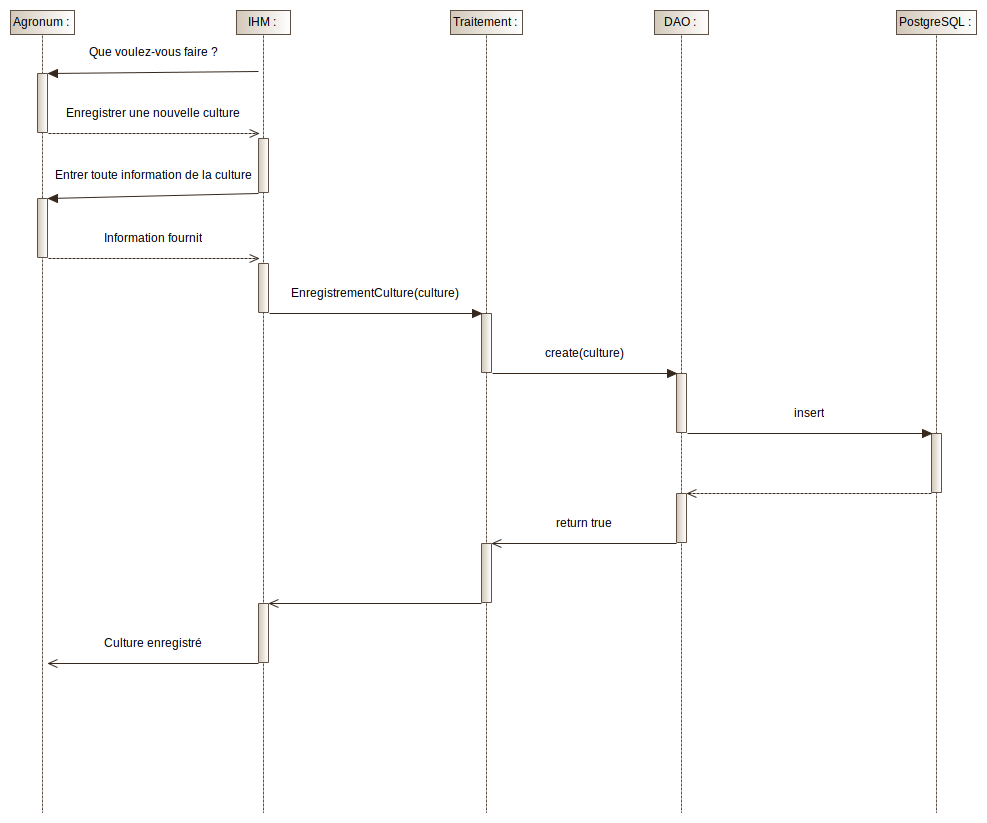 Agronum :
IHM :
Traitement :
DAO :
PostgreSQL :
Que voulez-vous faire ?
Enregistrer une nouvelle culture
Entrer toute information de la culture
Information fournit
EnregistrementCulture(culture)
create(culture)
insert
return true
Culture enregistré